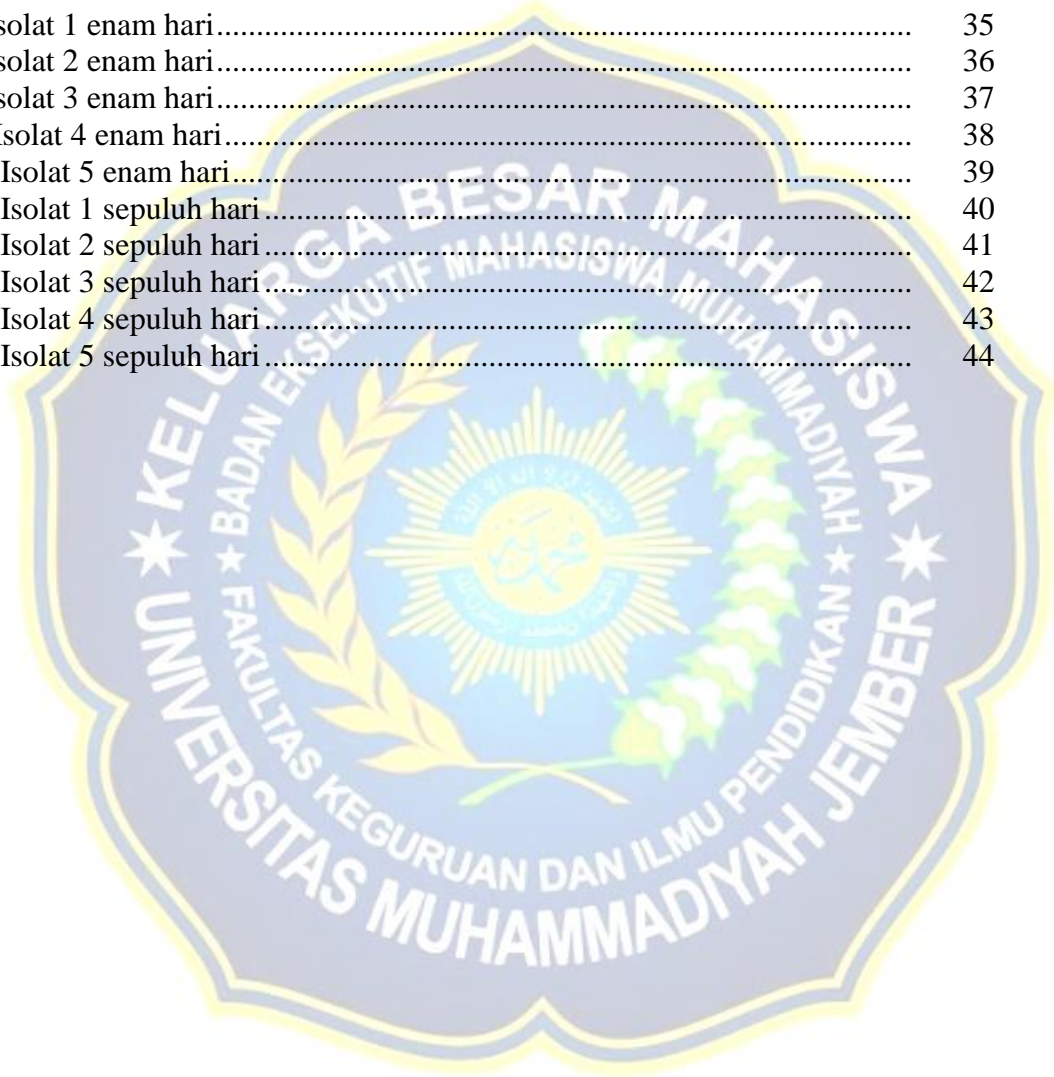 solat 1 enam hari.......... 35
solat 2 enam hari.......... 36
solat 3 enam hari.......... 37
Isolat 4 enam hari.......... 38
Isolat 5 enam hari.......... 39
Isolat 1 sepuluh hari.......... 40
Isolat 2 sepuluh hari.......... 41
Isolat 3 sepuluh hari.......... 42
Isolat 4 sepuluh hari.......... 43
Isolat 5 sepuluh hari.......... 44
KELUARGA BESAR MAHASISWA
BADAN EKSEKUTIF MAHASISWA MUHAMMADIYAH
FAKULTAS KEGURUAN DAN ILMU PENDIDIKAN
UNIVERSITAS MUHAMMADIYAH JEMBER